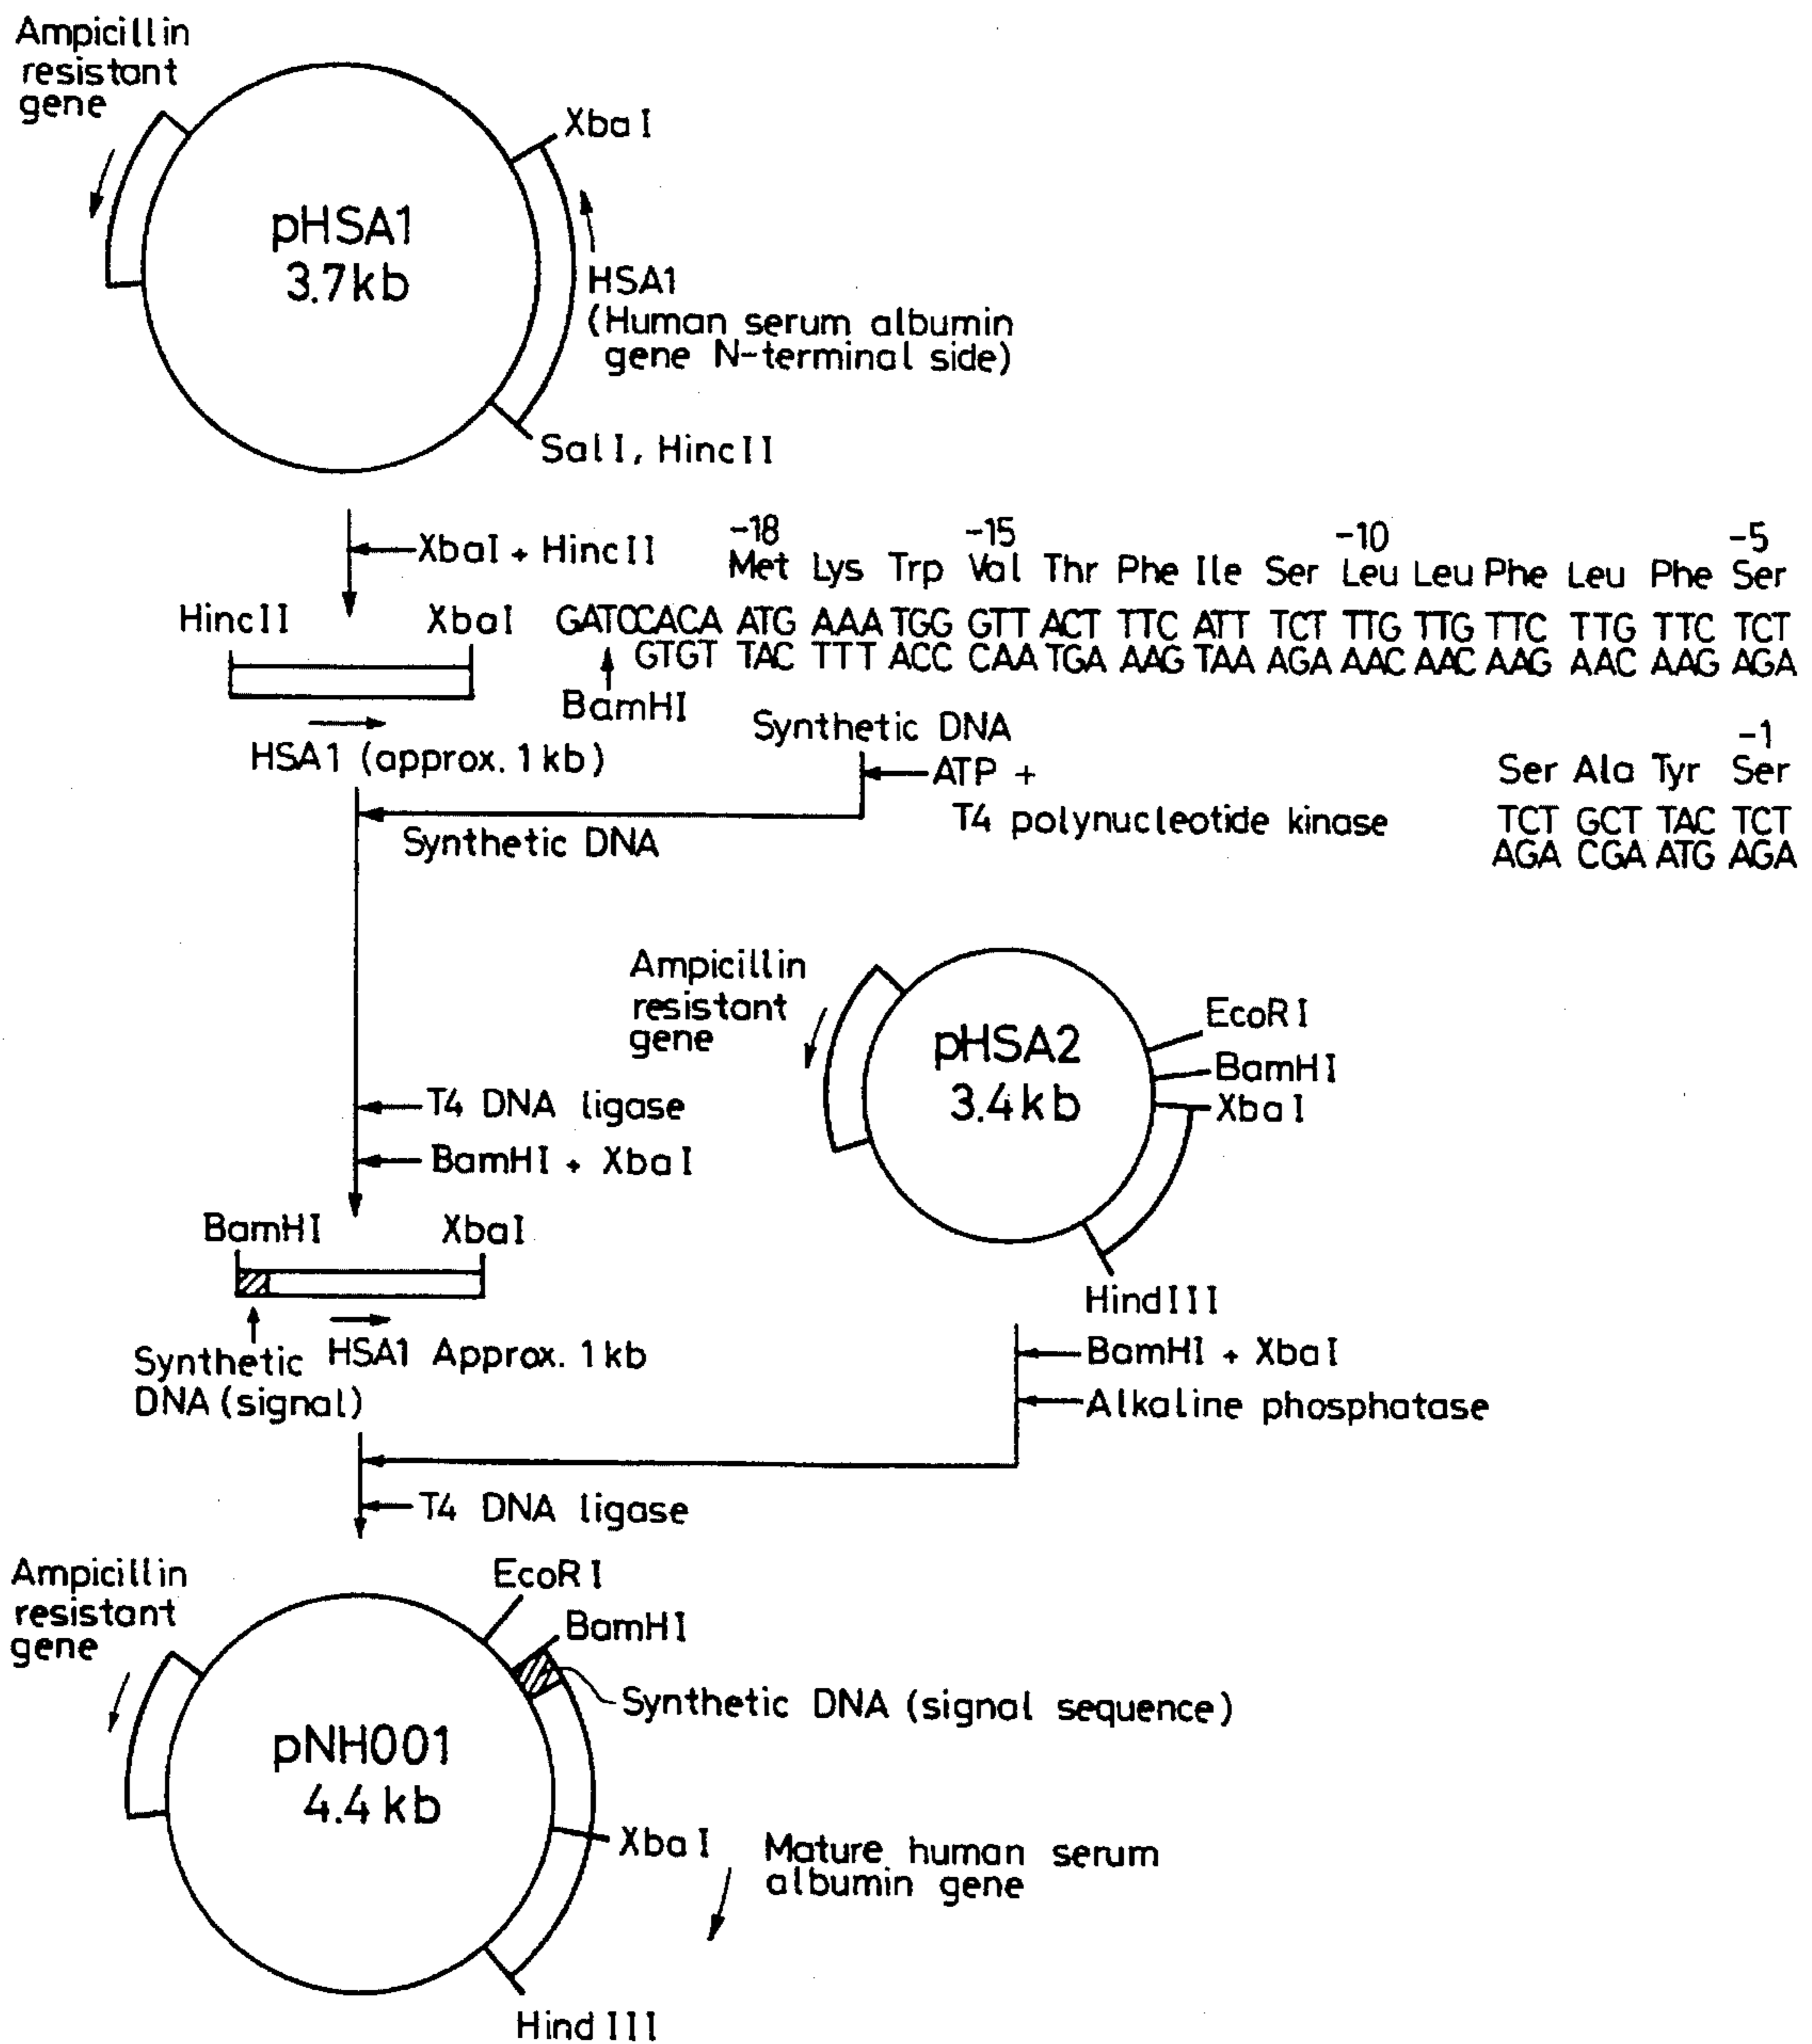 Ampicillin
resistant
gene
XbaI
pHSA1
3.7kb
HSA1
(Human serum albumin
gene N-terminal side)
SalI, HincII
XbaI + HincII
-18 -15 -10 -5
Met Lys Trp Val Thr Phe Ile Ser Leu Leu Phe Leu Phe Ser
GATCCACA ATG AAA TGG GTT ACT TTC ATT TCT TTG TTG TTC TTG TTC TCT
GTGT TAC TTT ACC CAA TGA AAG TAA AGA AAC AAC AAG AAC AAG AGA
HincII XbaI
BamHI
HSA1 (approx. 1kb)
Synthetic DNA
ATP +
T4 polynucleotide kinase
Synthetic DNA
-1
Ser Ala Tyr Ser
TCT GCT TAC TCT
AGA CGA ATG AGA
Ampicillin
resistant
gene
pHSA2
3.4kb
EcoRI
BamHI
XbaI
HindIII
T4 DNA ligase
BamHI + XbaI
BamHI XbaI
Synthetic
DNA (signal)
HSA1 Approx. 1kb
BamHI + XbaI
Alkaline phosphatase
T4 DNA ligase
Ampicillin
resistant
gene
EcoRI
BamHI
Synthetic DNA (signal sequence)
pNH001
4.4kb
XbaI
Mature human serum
albumin gene
HindIII